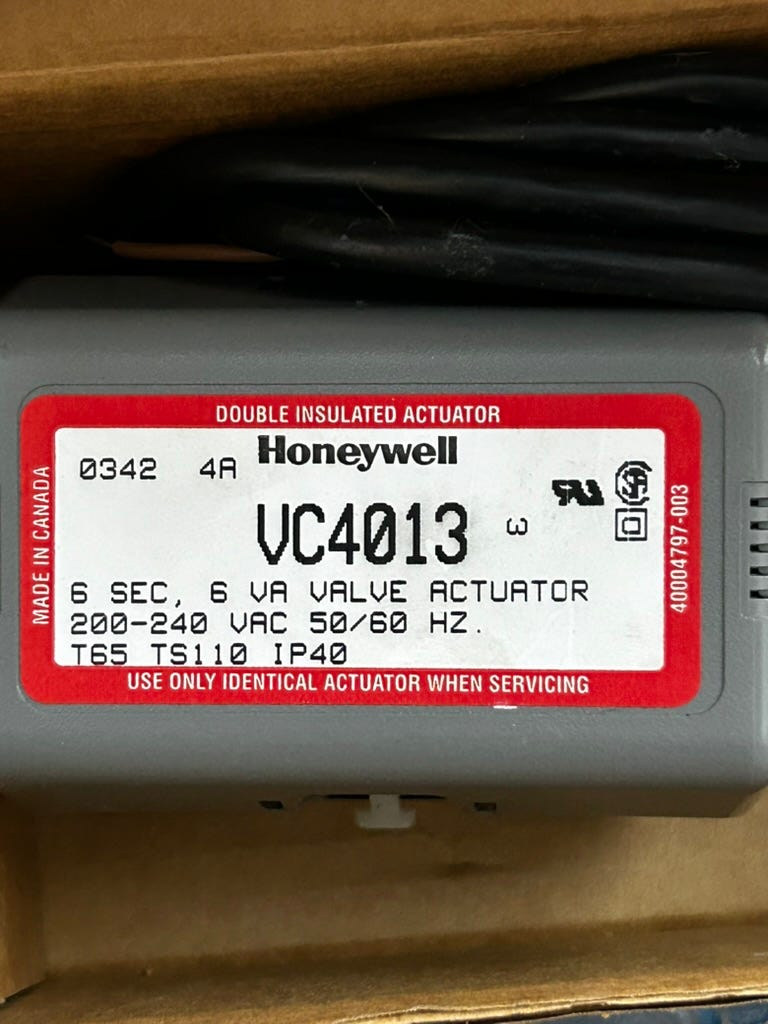 DOUBLE INSULATED ACTUATOR
0342 4A Honeywell
VC4013 3
6 SEC, 6 VA VALVE ACTUATOR
200-240 VAC 50/60 HZ.
T65 TS110 IP40
USE ONLY IDENTICAL ACTUATOR WHEN SERVICING
MADE IN CANADA
40004797-003